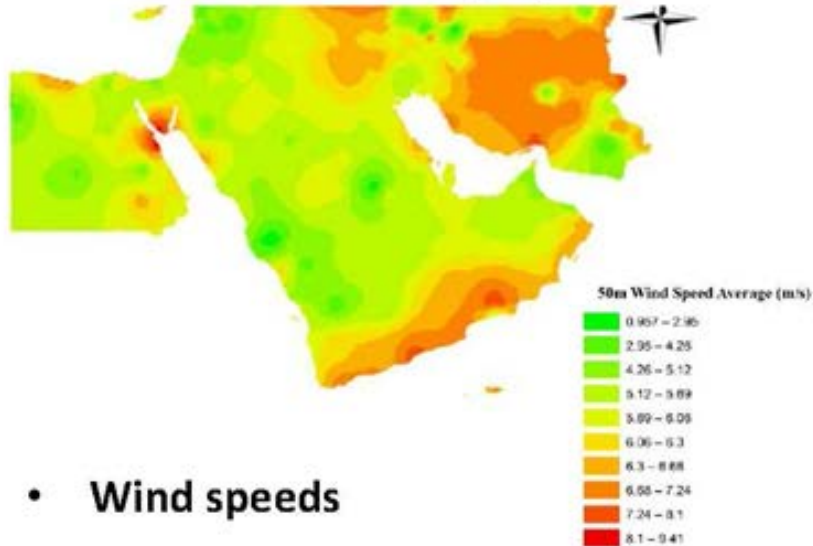 50m Wind Speed Average (m/s)
0.957 – 2.95
2.95 – 4.26
4.26 – 5.12
5.12 – 5.69
5.69 – 6.06
6.06 – 6.3
6.3 – 6.68
6.68 – 7.24
7.24 – 8.1
8.1 – 9.41
• Wind speeds